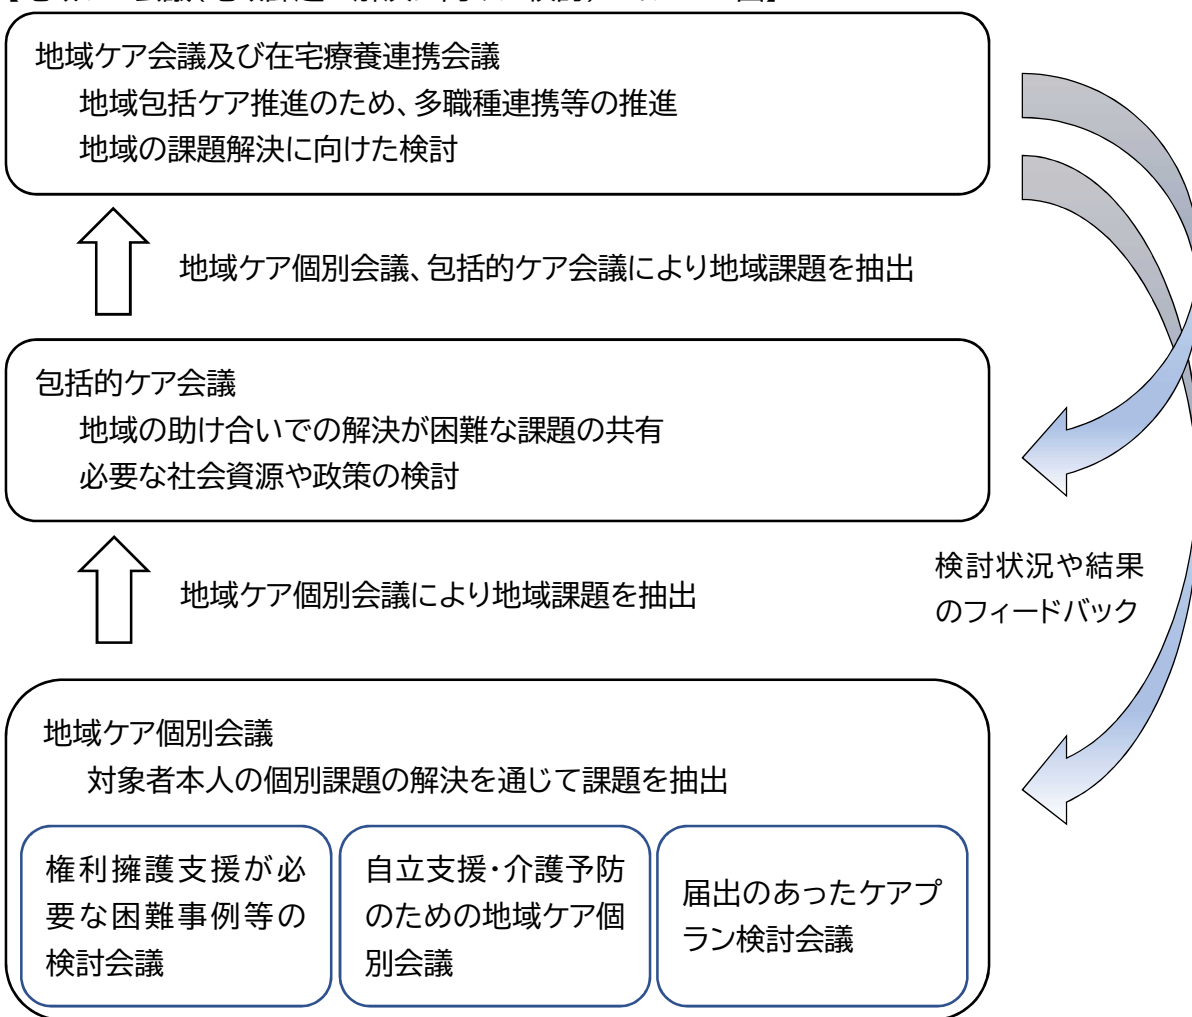 地域ケア会議及び在宅療養連携会議
地域包括ケア推進のため、多職種連携等の推進
地域の課題解決に向けた検討
地域ケア個別会議、包括的ケア会議により地域課題を抽出
包括的ケア会議
地域の助け合いでの解決が困難な課題の共有
必要な社会資源や政策の検討
検討状況や結果
のフィードバック
地域ケア個別会議により地域課題を抽出
地域ケア個別会議
対象者本人の個別課題の解決を通じて課題を抽出
権利擁護支援が必
要な困難事例等の
検討会議
自立支援・介護予防
のための地域ケア個
別会議
届出のあったケアプ
ラン検討会議